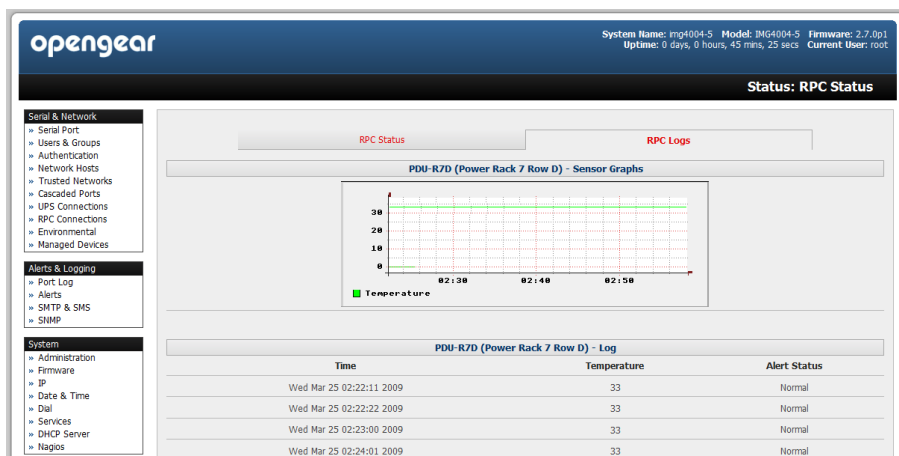 opengear
System Name: img4004-5 Model: IMG4004-5 Firmware: 2.7.0p1
Uptime: 0 days, 0 hours, 45 mins, 25 secs Current User: root
Status: RPC Status
Serial & Network
» Serial Port
» Users & Groups
» Authentication
» Network Hosts
» Trusted Networks
» Cascaded Ports
» UPS Connections
» RPC Connections
» Environmental
» Managed Devices
Alerts & Logging
» Port Log
» Alerts
» SMTP & SMS
» SNMP
System
» Administration
» Firmware
» IP
» Date & Time
» Dial
» Services
» DHCP Server
» Nagios
RPC Status
RPC Logs
PDU-R7D (Power Rack 7 Row D) - Sensor Graphs
30
20
10
0
02:30 02:40 02:50
Temperature
PDU-R7D (Power Rack 7 Row D) - Log
Time Temperature Alert Status
Wed Mar 25 02:22:11 2009 33 Normal
Wed Mar 25 02:22:22 2009 33 Normal
Wed Mar 25 02:23:00 2009 33 Normal
Wed Mar 25 02:24:01 2009 33 Normal